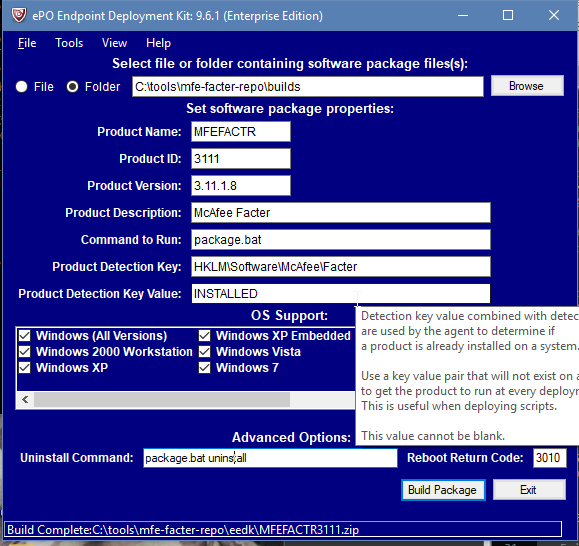 ePO Endpoint Deployment Kit: 9.6.1 (Enterprise Edition)
File Tools View Help
Select file or folder containing software package files(s):
File Folder C:\tools\mfe-facter-repo\builds Browse
Set software package properties:
Product Name: MFEFACTR
Product ID: 3111
Product Version: 3.11.1.8
Product Description: McAfee Facter
Command to Run: package.bat
Product Detection Key: HKLM\Software\McAfee\Facter
Product Detection Key Value: INSTALLED
OS Support:
Windows (All Versions) Windows XP Embedded
Windows 2000 Workstation Windows Vista
Windows XP Windows 7
Detection key value combined with detec
are used by the agent to determine if
a product is already installed on a system.
Use a key value pair that will not exist on a
to get the product to run at every deployn
This is useful when deploying scripts.
This value cannot be blank.
Advanced Options:
Uninstall Command: package.bat uninstall Reboot Return Code: 3010
Build Package Exit
Build Complete:C:\tools\mfe-facter-repo\eedk\MFEFACTR3111.zip